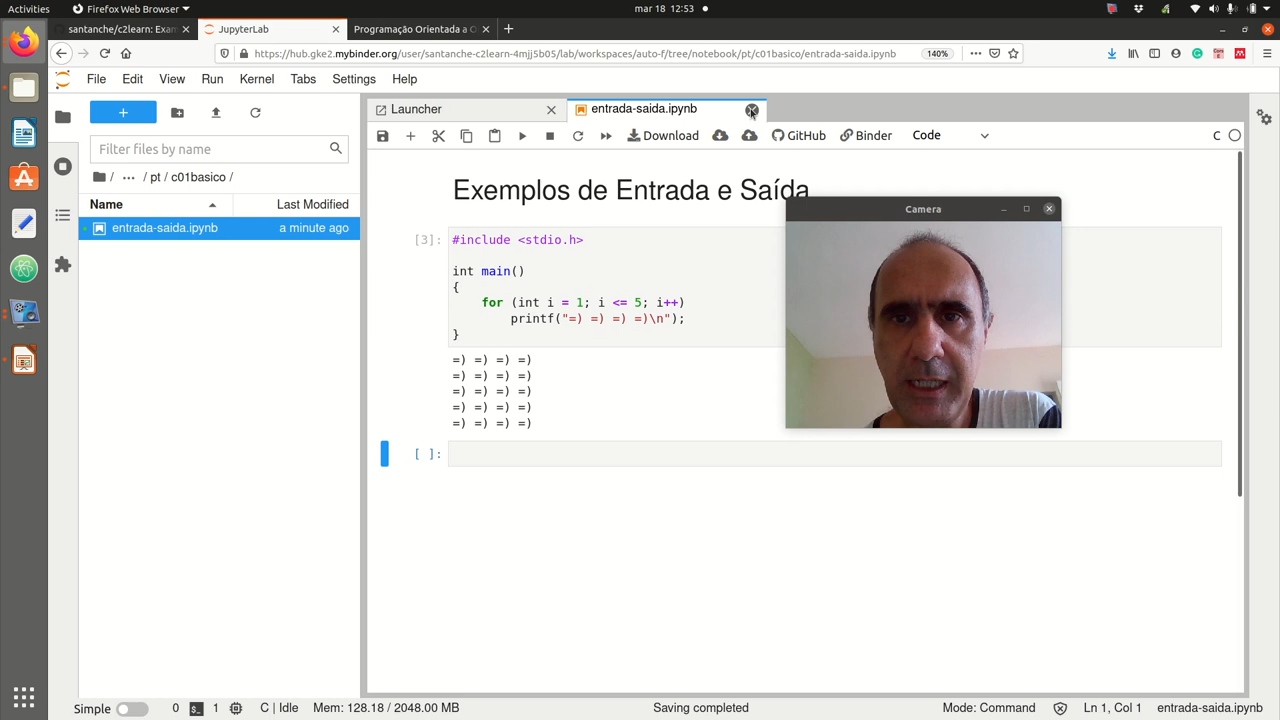 Activities
Firefox Web Browser
mar 18 12:53
santanche/c2learn: Exam
JupyterLab
Programação Orientada a O
https://hub.gke2.mybinder.org/user/santanche-c2learn-4mjj5b05/lab/workspaces/auto-f/tree/notebook/pt/c01basico/entrada-saida.ipynb
140%
File Edit View Run Kernel Tabs Settings Help
Launcher
entrada-saida.ipynb
Download
GitHub
Binder
Code
C
Filter files by name
/ ... / pt / c01basico /
Name
Last Modified
entrada-saida.ipynb
a minute ago
Exemplos de Entrada e Saída
Camera
[3]:
#include <stdio.h>
int main()
{
for (int i = 1; i <= 5; i++)
printf("=) =) =) =)\n");
}
=) =) =) =)
=) =) =) =)
=) =) =) =)
=) =) =) =)
=) =) =) =)
[ ]:
Simple
0
1
C | Idle
Mem: 128.18 / 2048.00 MB
Saving completed
Mode: Command
Ln 1, Col 1
entrada-saida.ipynb